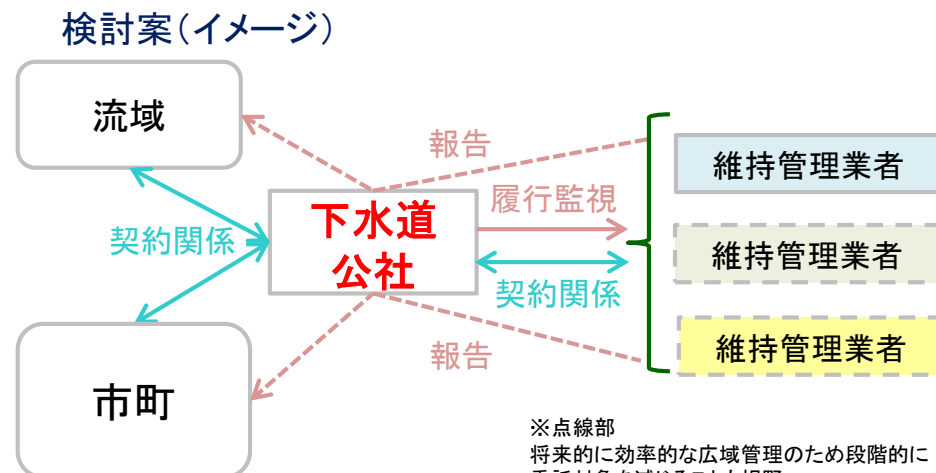 検討案(イメージ)
流域
報告
維持管理業者
履行監視
下水道
公社
契約関係
維持管理業者
契約関係
報告
維持管理業者
市町
※点線部
将来的に効率的な広域管理のため段階的に